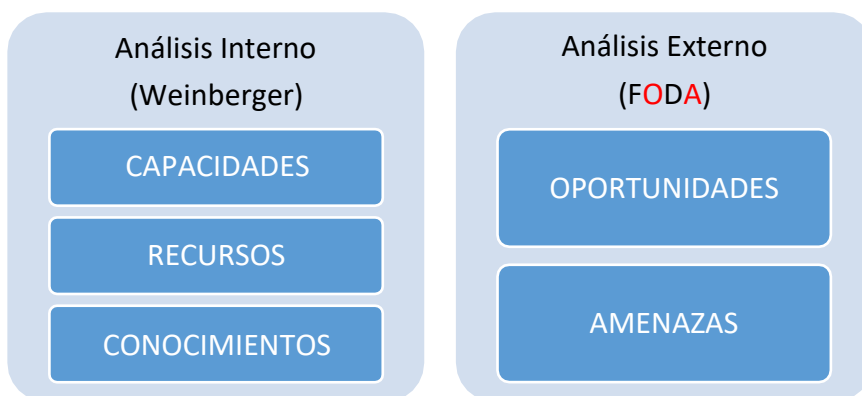 Análisis Interno
(Weinberger)
CAPACIDADES
RECURSOS
CONOCIMIENTOS
Análisis Externo
(FODA)
OPORTUNIDADES
AMENAZAS